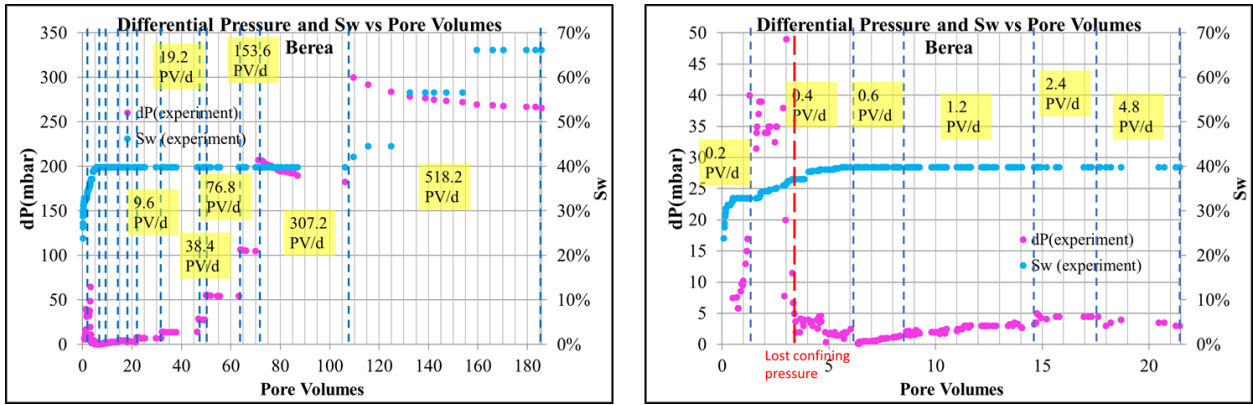 Differential Pressure and Sw vs Pore Volumes
Berea
350
300
250
200
150
100
50
0
dP(mbar)
70%
60%
50%
40%
30%
20%
10%
0%
Sw
19.2
PV/d
153.6
PV/d
dP(experiment)
Sw (experiment)
9.6
PV/d
76.8
PV/d
38.4
PV/d
307.2
PV/d
518.2
PV/d
0 20 40 60 80 100 120 140 160 180
Pore Volumes
Differential Pressure and Sw vs Pore Volumes
Berea
50
45
40
35
30
25
20
15
10
5
0
dP(mbar)
70%
60%
50%
40%
30%
20%
10%
0%
Sw
0.2
PV/d
0.4
PV/d
0.6
PV/d
1.2
PV/d
2.4
PV/d
4.8
PV/d
dP(experiment)
Sw (experiment)
Lost confining
pressure
0 5 10 15 20
Pore Volumes